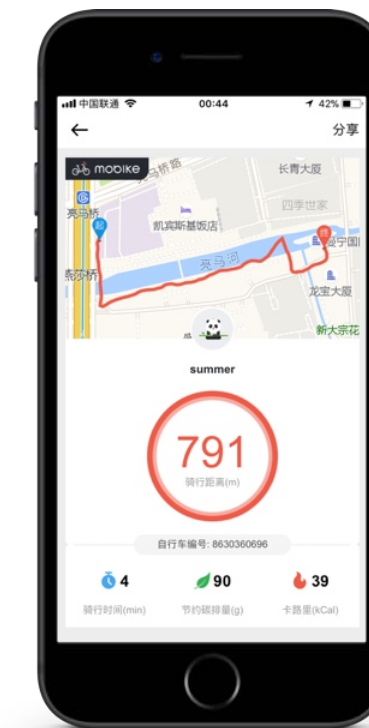 中国联通
00:44
42%
分享
mobike
亮马桥路
长青大厦
亮马桥
起
凯宾斯基饭店
四季世家
终
亮马河
燕莎桥
龙宝大厦
新大宗花
summer
791
骑行距离(m)
自行车编号: 8630360696
4
90
39
骑行时间(min)
节约碳排量(g)
卡路里(kCal)